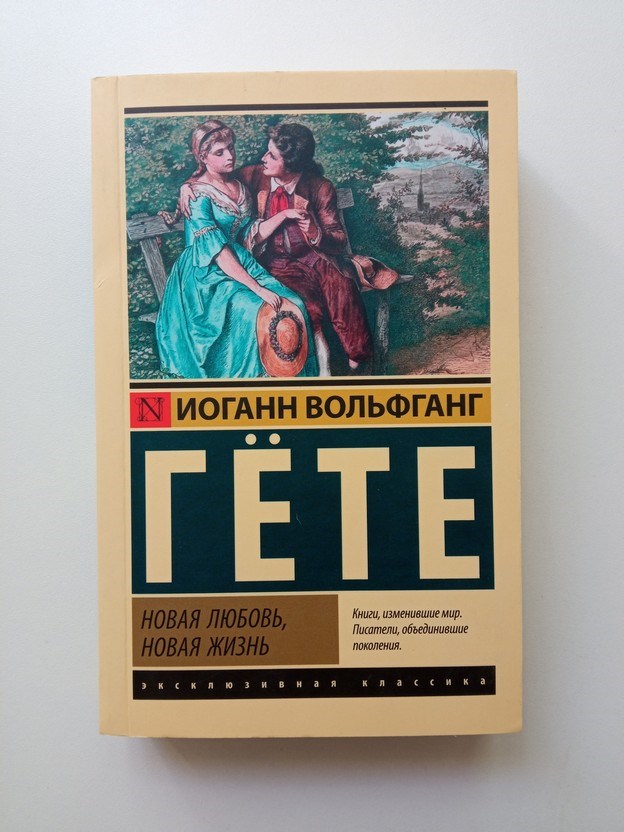 ИОГАНН ВОЛЬФГАНГ
ГЁТЕ
НОВАЯ ЛЮБОВЬ,
НОВАЯ ЖИЗНЬ
Книги, изменившие мир.
Писатели, объединившие
поколения.
эксклюзивная классика